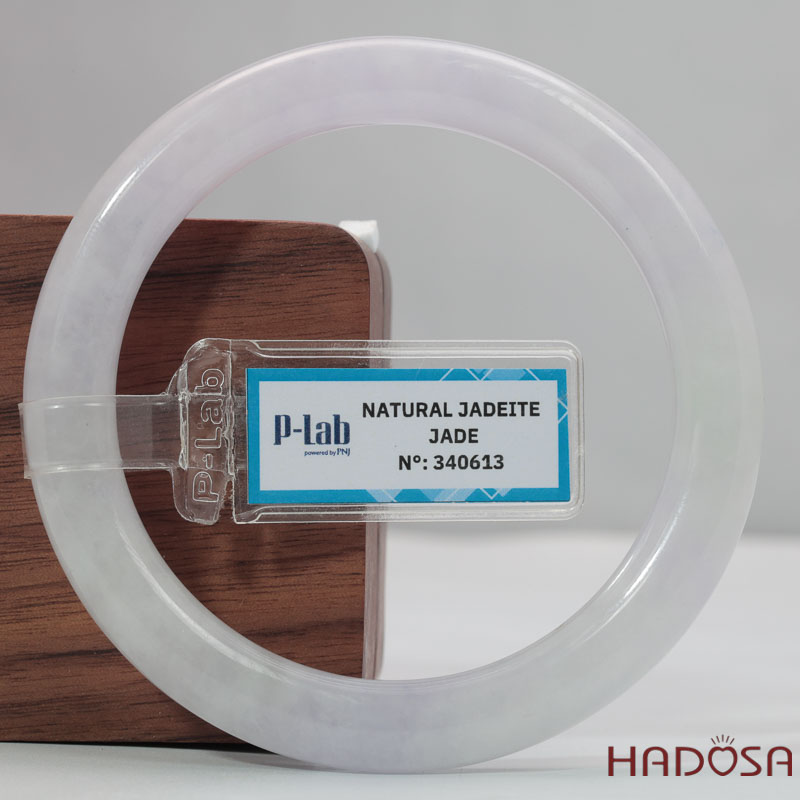 P-Lab
P-Lab
powered by PNJ
NATURAL JADEITE
JADE
Nº: 340613
HADOSA